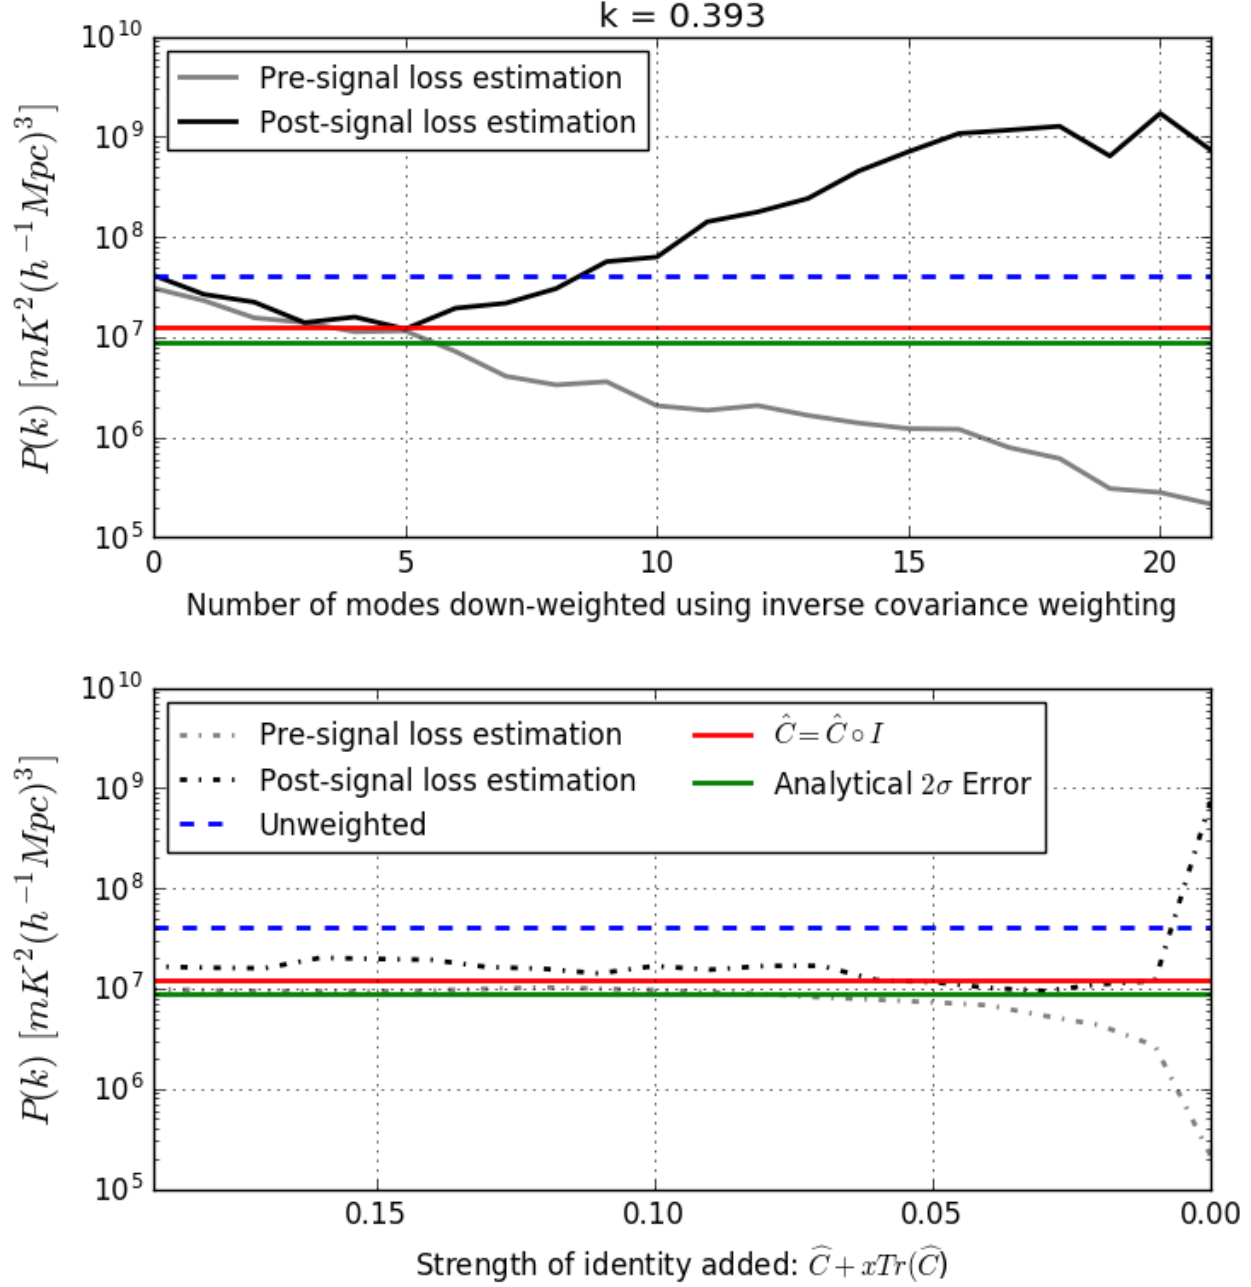 k = 0.393
10^10
10^9
10^8
10^7
10^6
10^5
P(k) [mK^2(h^-1 Mpc)^3]
Pre-signal loss estimation
Post-signal loss estimation
0 5 10 15 20
Number of modes down-weighted using inverse covariance weighting
10^10
10^9
10^8
10^7
10^6
10^5
P(k) [mK^2(h^-1 Mpc)^3]
Pre-signal loss estimation
Post-signal loss estimation
Unweighted
Ĉ = Ĉ ∘ I
Analytical 2σ Error
0.15 0.10 0.05 0.00
Strength of identity added: Ĉ + xTr(Ĉ)